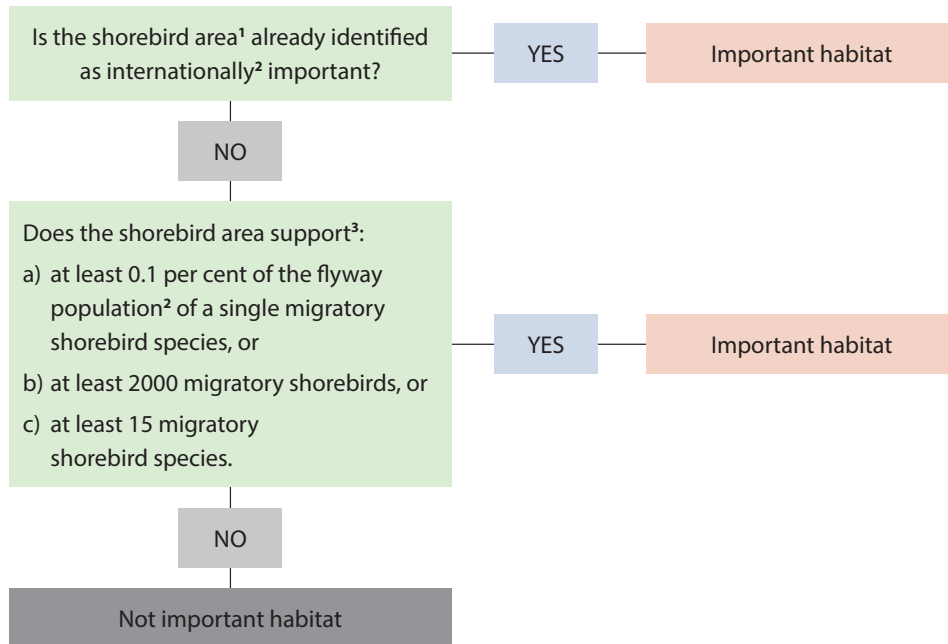 Is the shorebird area¹ already identified
as internationally² important?
YES
Important habitat
NO
Does the shorebird area support³:
a) at least 0.1 per cent of the flyway
population² of a single migratory
shorebird species, or
b) at least 2000 migratory shorebirds, or
c) at least 15 migratory
shorebird species.
YES
Important habitat
NO
Not important habitat